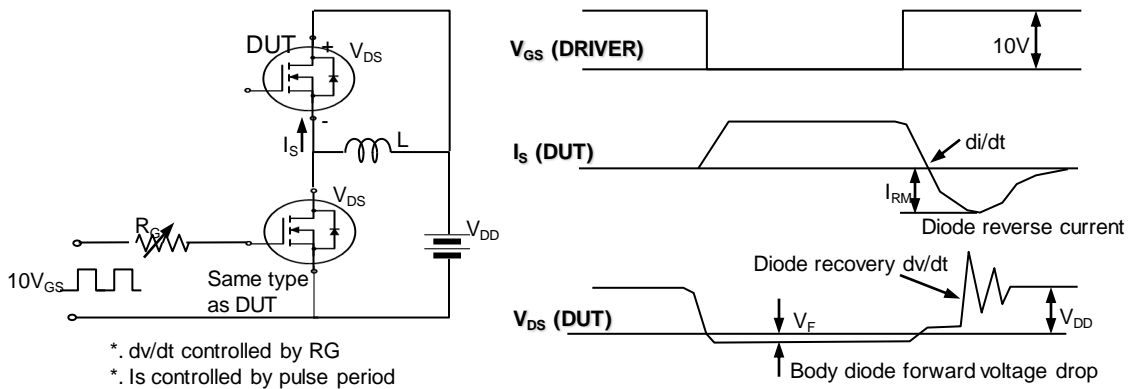 DUT
+
V_DS
-
I_S
L
V_DS
R_G
V_DD
10V_GS
Same type
as DUT
*. dv/dt controlled by RG
*. Is controlled by pulse period
V_GS (DRIVER)
10V
I_S (DUT)
di/dt
I_RM
Diode reverse current
Diode recovery dv/dt
V_DS (DUT)
V_F
V_DD
Body diode forward voltage drop